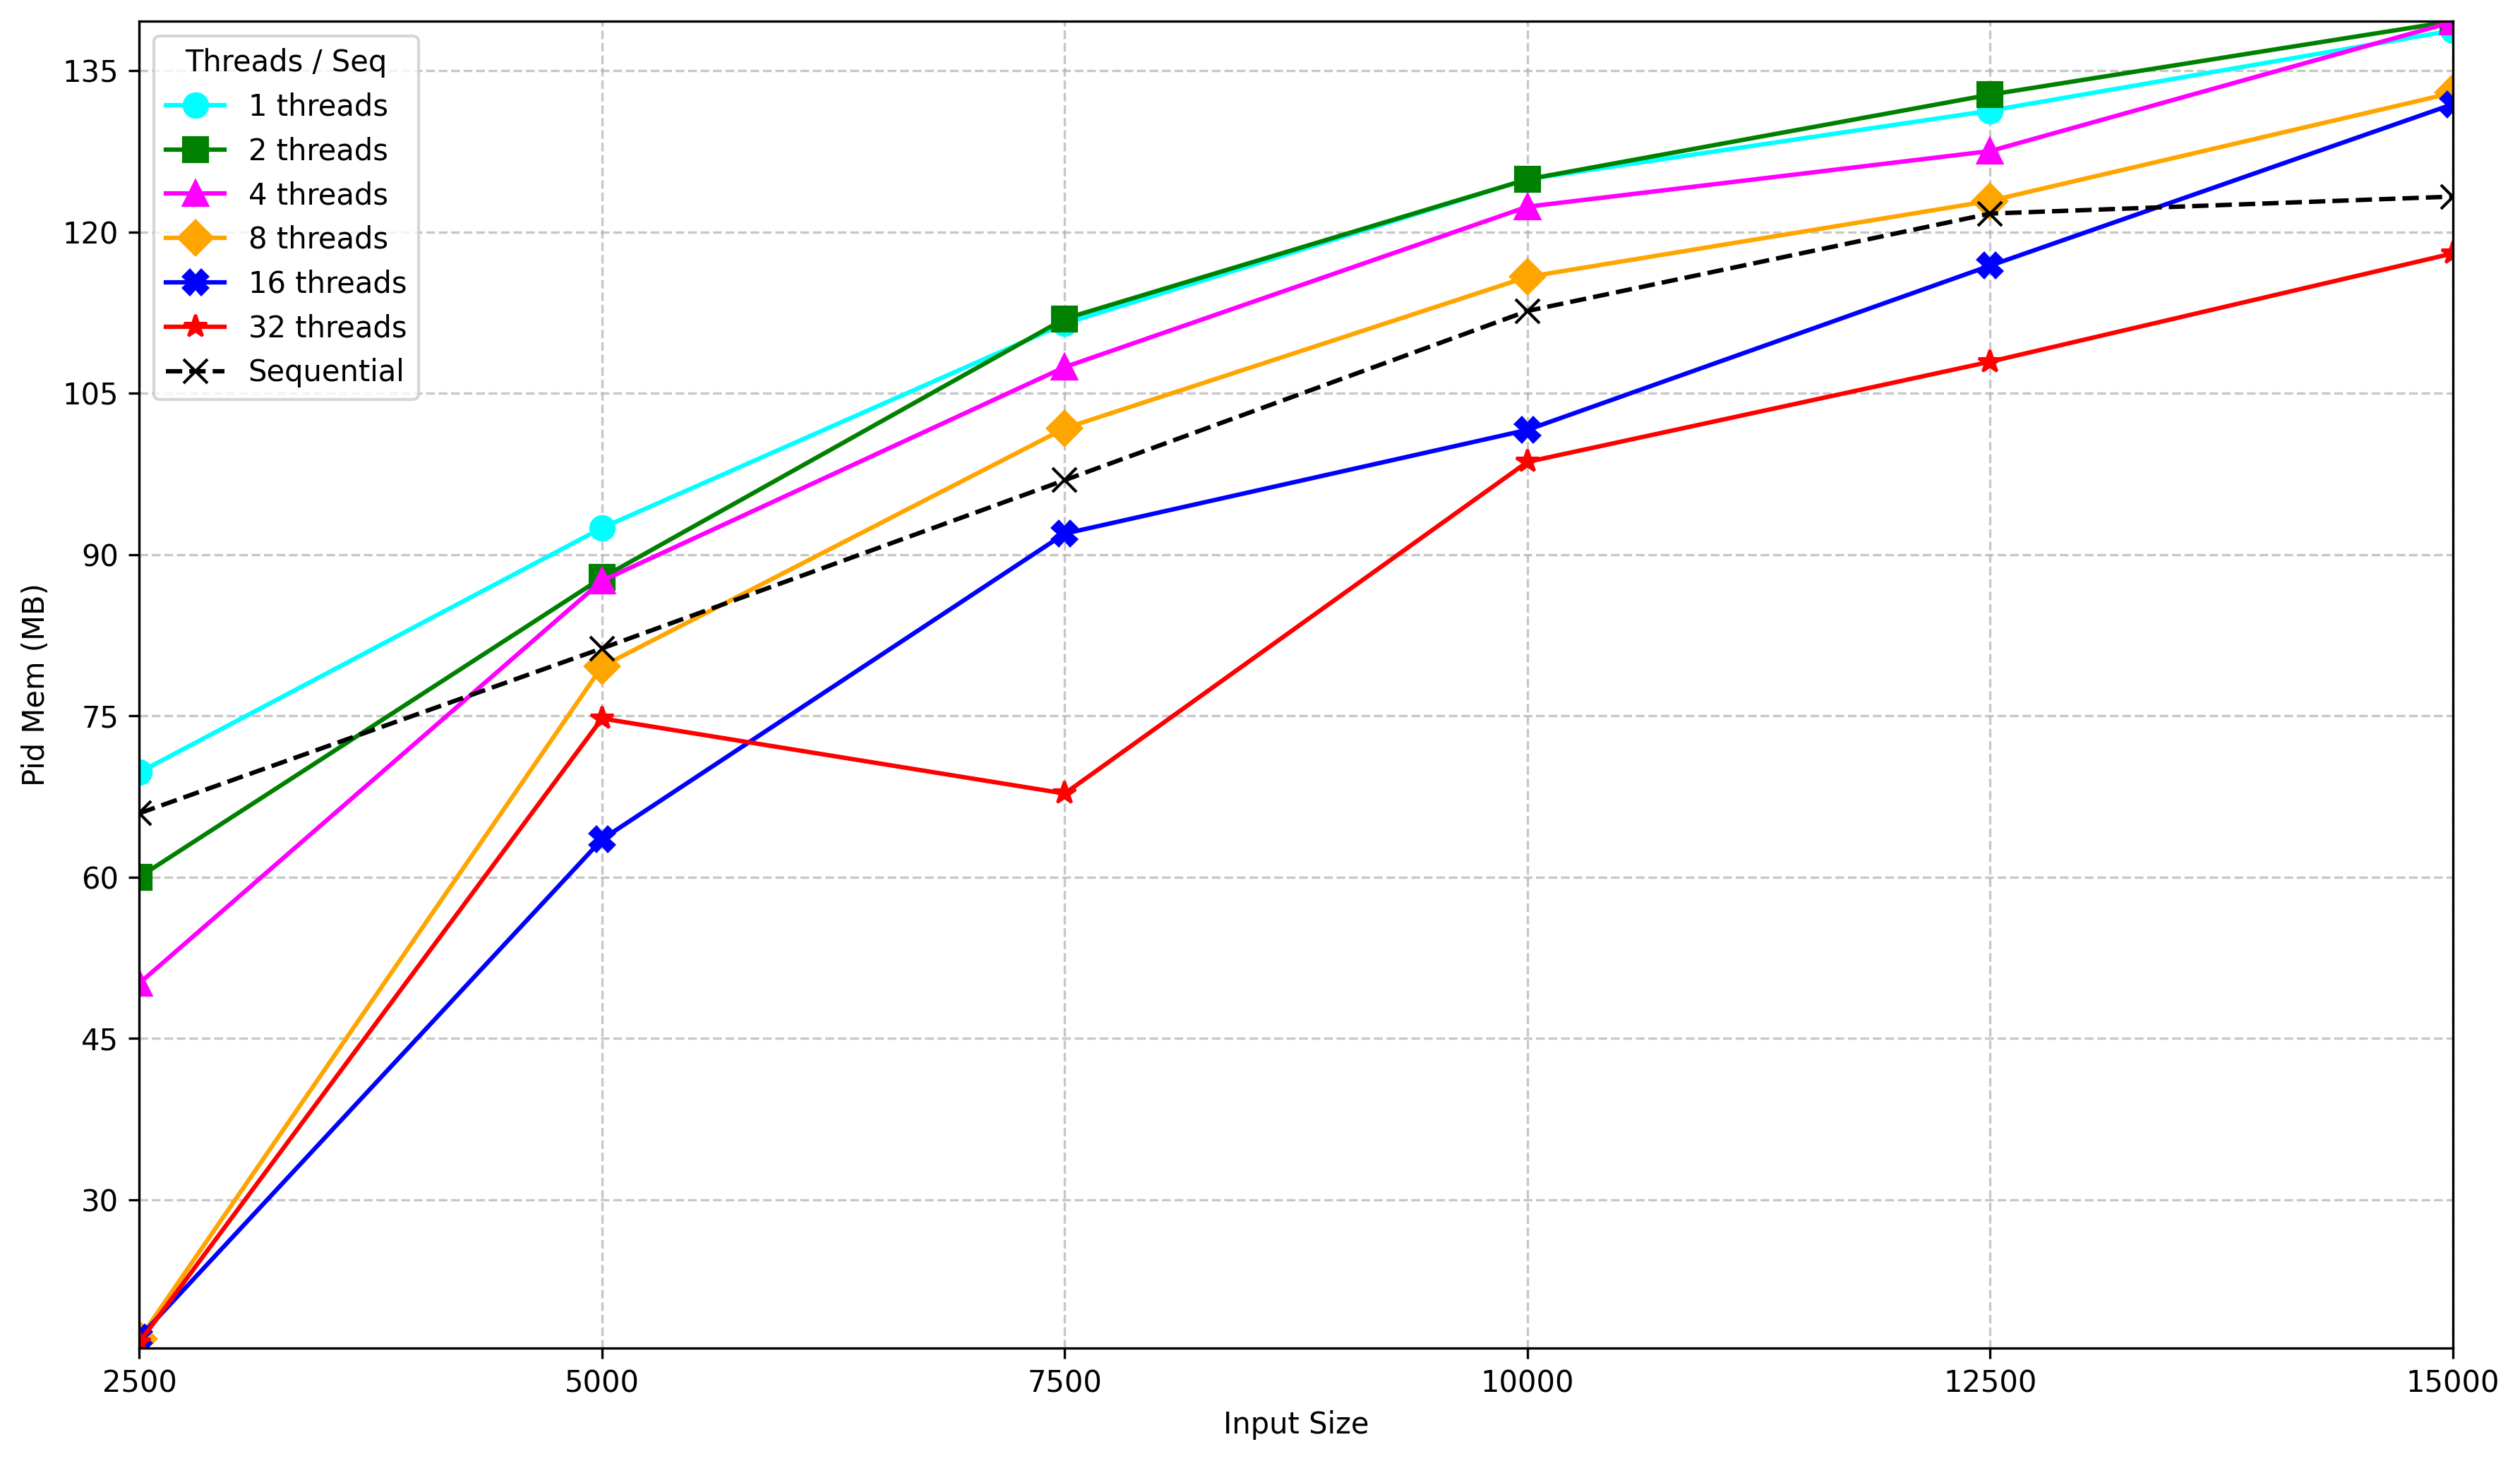 Threads / Seq
1 threads
2 threads
4 threads
8 threads
16 threads
32 threads
Sequential
135
120
105
90
75
60
45
30
Pid Mem (MB)
2500 5000 7500 10000 12500 15000
Input Size